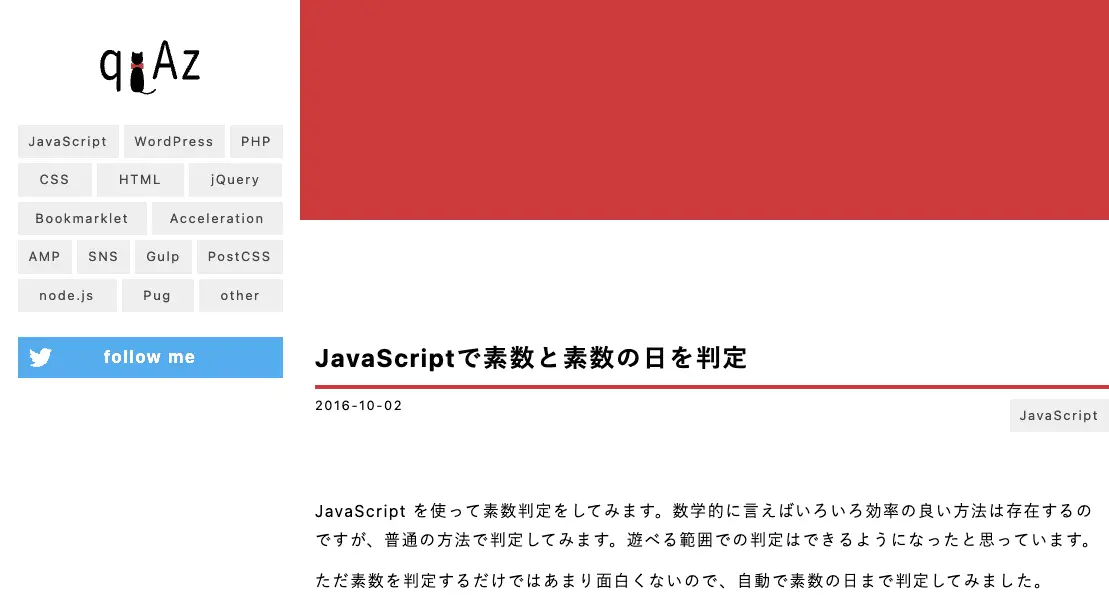 qiAz
JavaScript WordPress PHP
CSS HTML jQuery
Bookmarklet Acceleration
AMP SNS Gulp PostCSS
node.js Pug other
follow me
JavaScriptで素数と素数の日を判定
2016-10-02
JavaScript
JavaScript を使って素数判定をしてみます。数学的に言えばいろいろ効率の良い方法は存在するの
ですが、普通の方法で判定してみます。遊べる範囲での判定はできるようになったと思っています。
ただ素数を判定するだけではあまり面白くないので、自動で素数の日まで判定してみました。